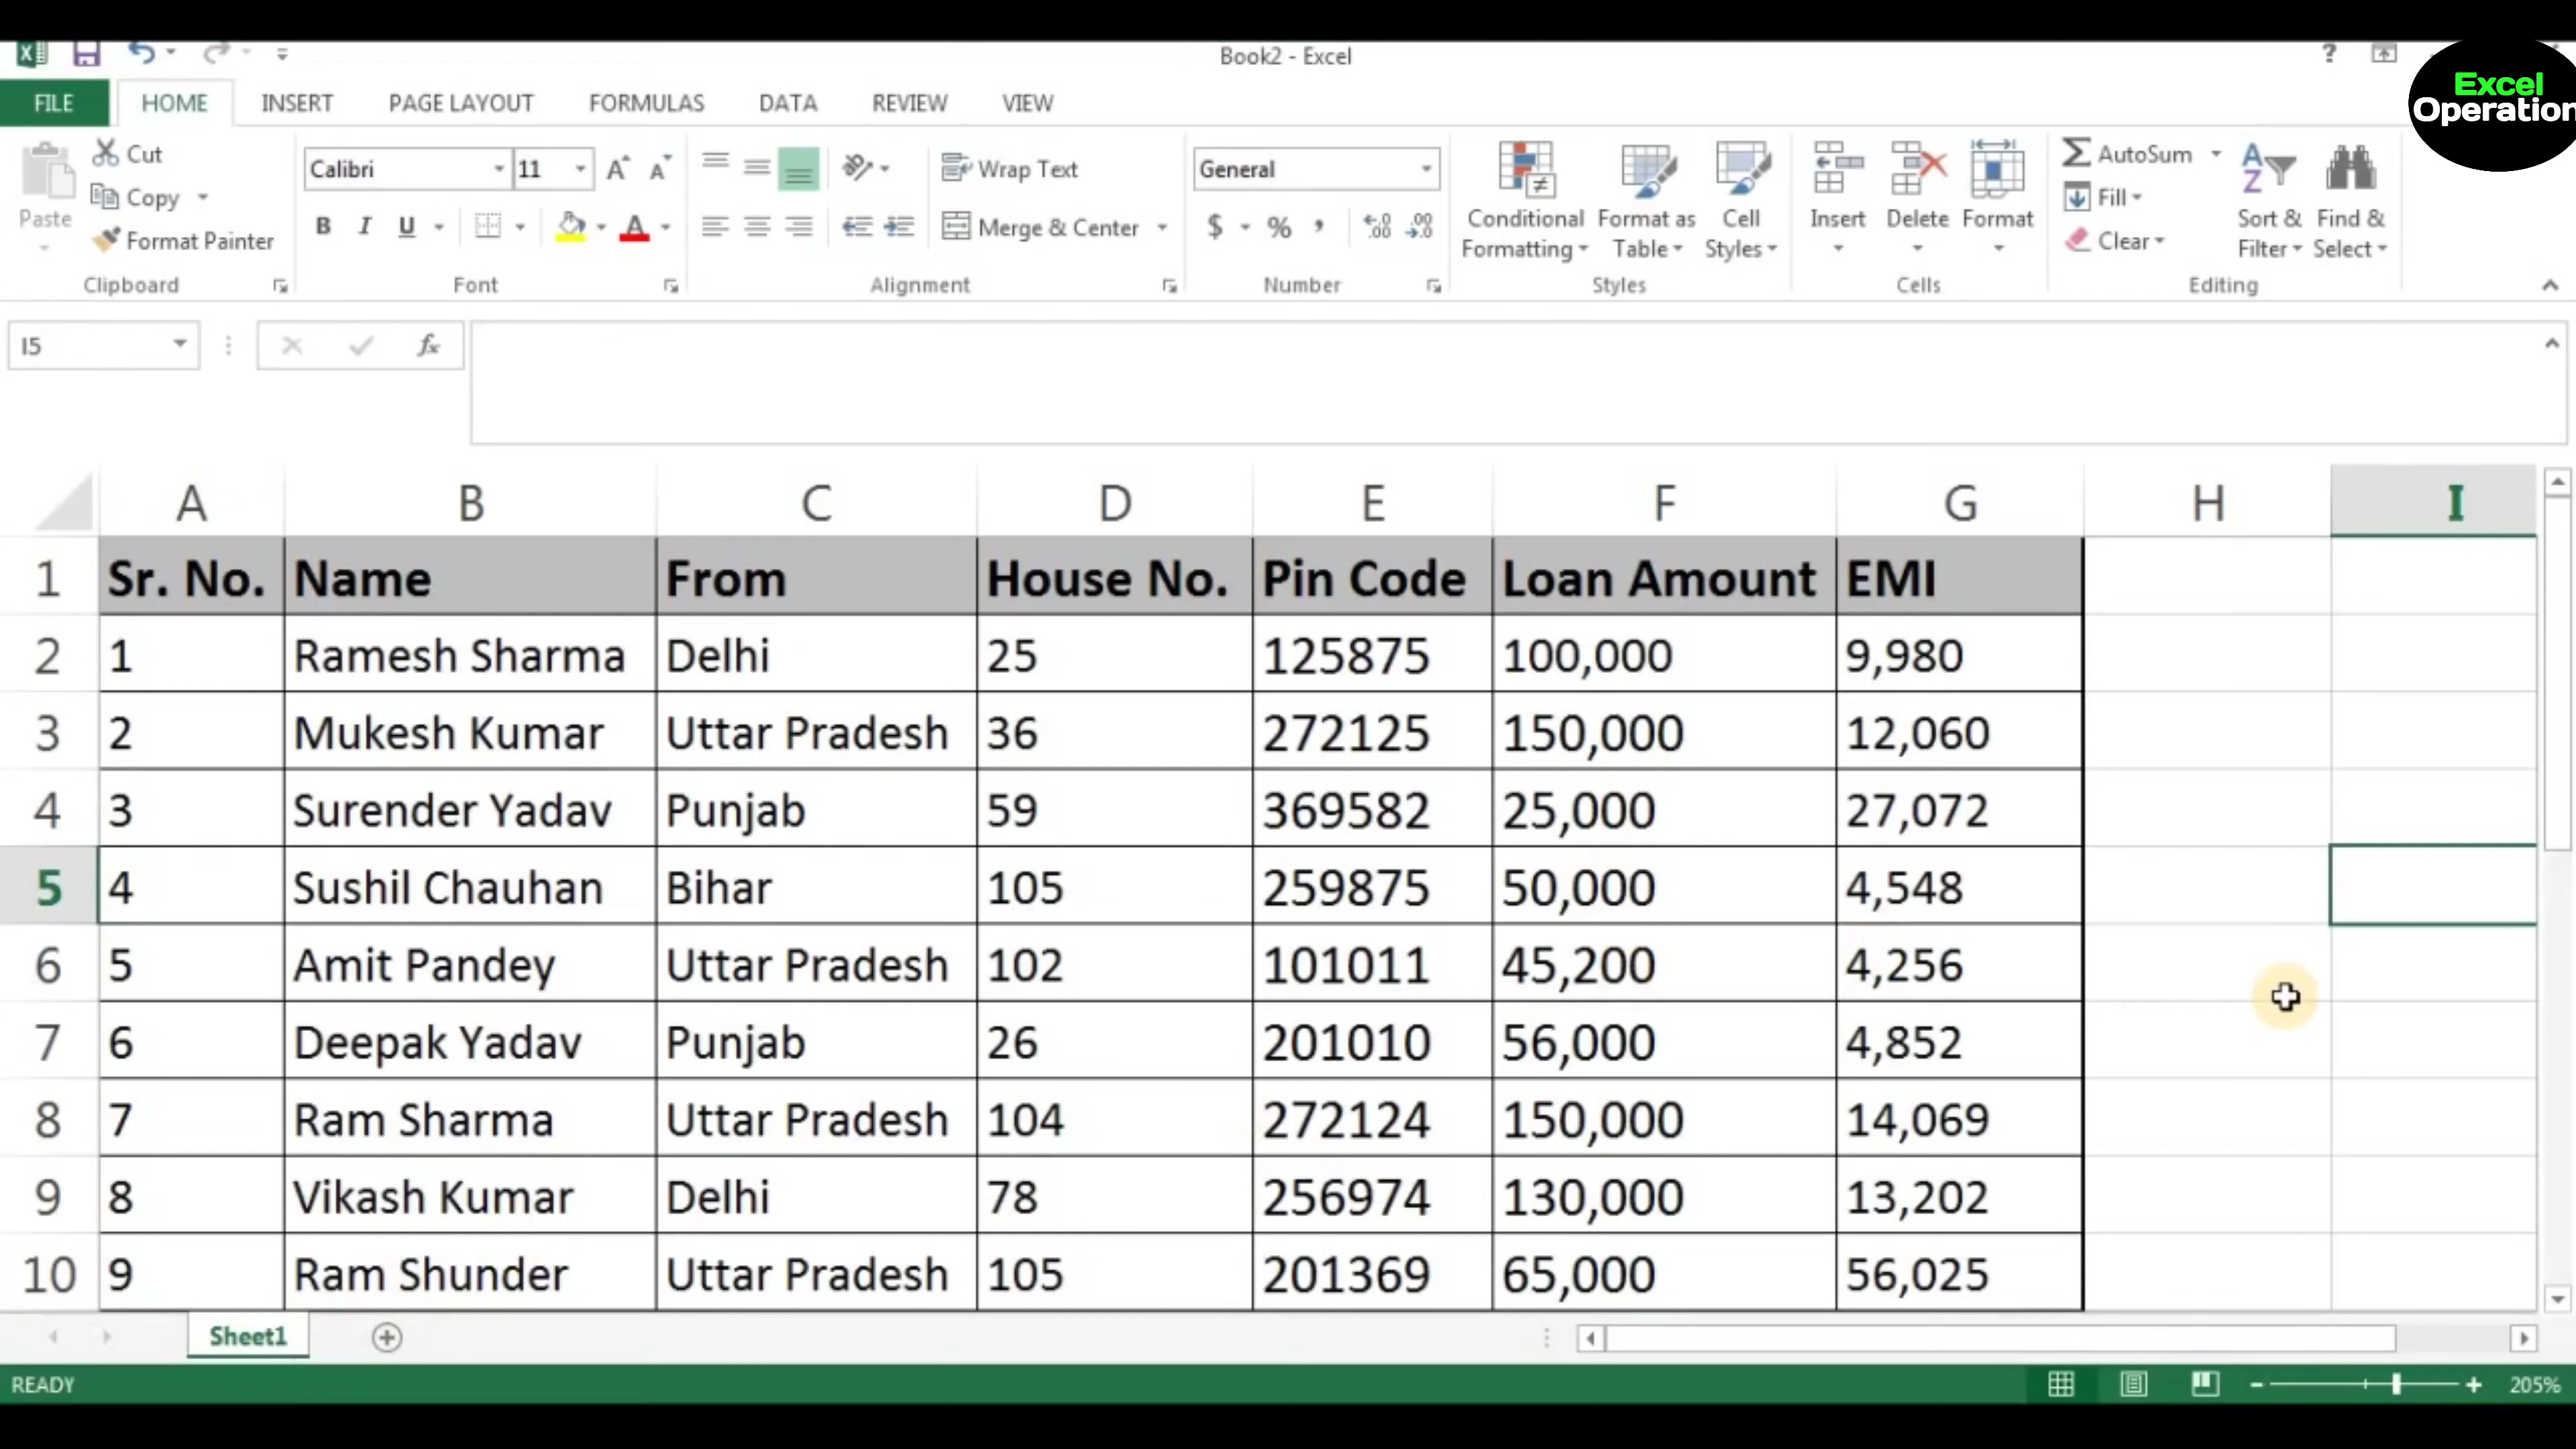 Book2 - Excel
?
Excel
Operation
FILE HOME INSERT PAGE LAYOUT FORMULAS DATA REVIEW VIEW
Paste
Cut
Copy
Format Painter
Clipboard
Calibri 11
B I U A
Font
Wrap Text
Merge & Center
Alignment
General
$ % ,
Number
Conditional Formatting
Format as Table
Cell Styles
Styles
Insert Delete Format
Cells
AutoSum
Fill
Clear
Sort & Filter
Find & Select
Editing
I5 fx
A B C D E F G H I
1 Sr. No. Name From House No. Pin Code Loan Amount EMI
2 1 Ramesh Sharma Delhi 25 125875 100,000 9,980
3 2 Mukesh Kumar Uttar Pradesh 36 272125 150,000 12,060
4 3 Surender Yadav Punjab 59 369582 25,000 27,072
5 4 Sushil Chauhan Bihar 105 259875 50,000 4,548
6 5 Amit Pandey Uttar Pradesh 102 101011 45,200 4,256
7 6 Deepak Yadav Punjab 26 201010 56,000 4,852
8 7 Ram Sharma Uttar Pradesh 104 272124 150,000 14,069
9 8 Vikash Kumar Delhi 78 256974 130,000 13,202
10 9 Ram Shunder Uttar Pradesh 105 201369 65,000 56,025
Sheet1
READY 205%